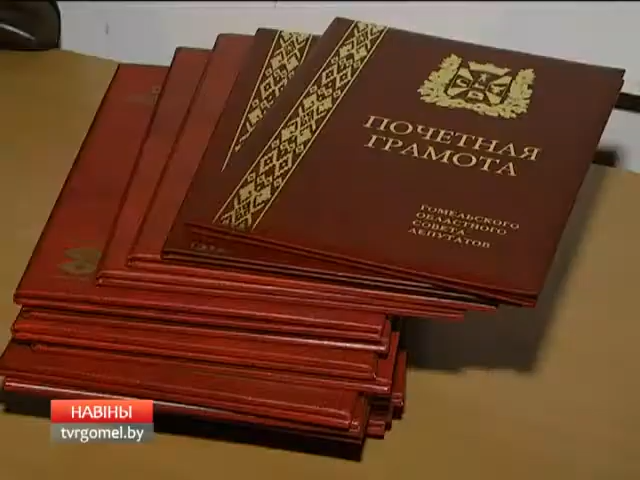 ПОЧЕТНАЯ
ГРАМОТА
ГОМЕЛЬСКОГО
ОБЛАСТНОГО
СОВЕТА
ДЕПУТАТОВ
НАВІНЫ
tvrgomel.by